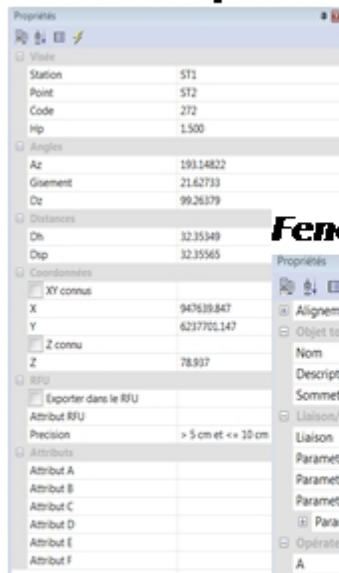 Propriétés
Visée
Station ST1
Point ST2
Code 272
Hp 1.500
Angles
Az 193.14822
Gisement 21.62733
Dz 99.26379
Distances
Dh 32.35349
Dsp 32.35565
Coordonnées
XY connus
X 947639.847
Y 6237701.147
Z connu
Z 78.937
RFU
Exporter dans le RFU
Attribut RFU
Precision > 5 cm et <= 10 cm
Attributs
Attribut A
Attribut B
Attribut C
Attribut D
Attribut E
Attribut F
Fen
Propriétés
Alignem
Objet te
Nom
Descript
Sommet
Liaison/
Liaison
Paramet
Paramet
Paramet
Para
Opérate
A